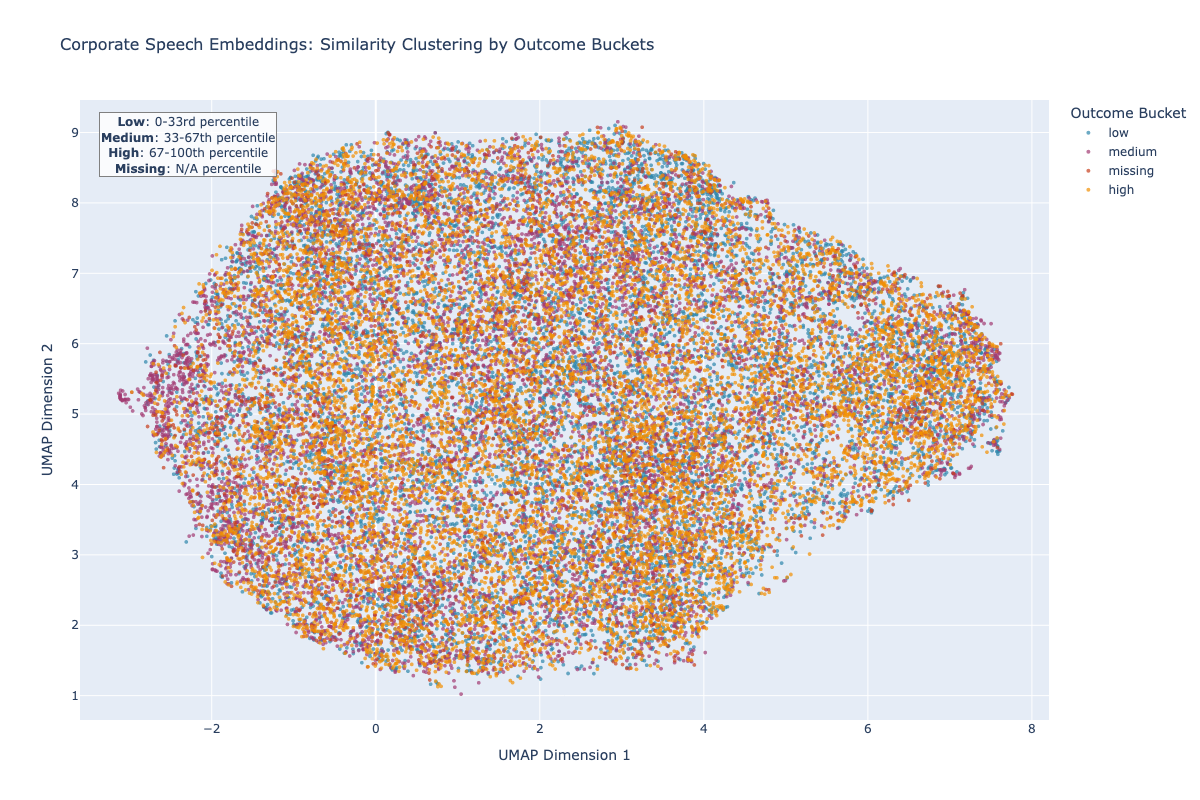 Corporate Speech Embeddings: Similarity Clustering by Outcome Buckets
Low: 0-33rd percentile
Medium: 33-67th percentile
High: 67-100th percentile
Missing: N/A percentile
Outcome Bucket
low
medium
missing
high
9
8
7
6
5
4
3
2
1
UMAP Dimension 2
−2
0
2
4
6
8
UMAP Dimension 1